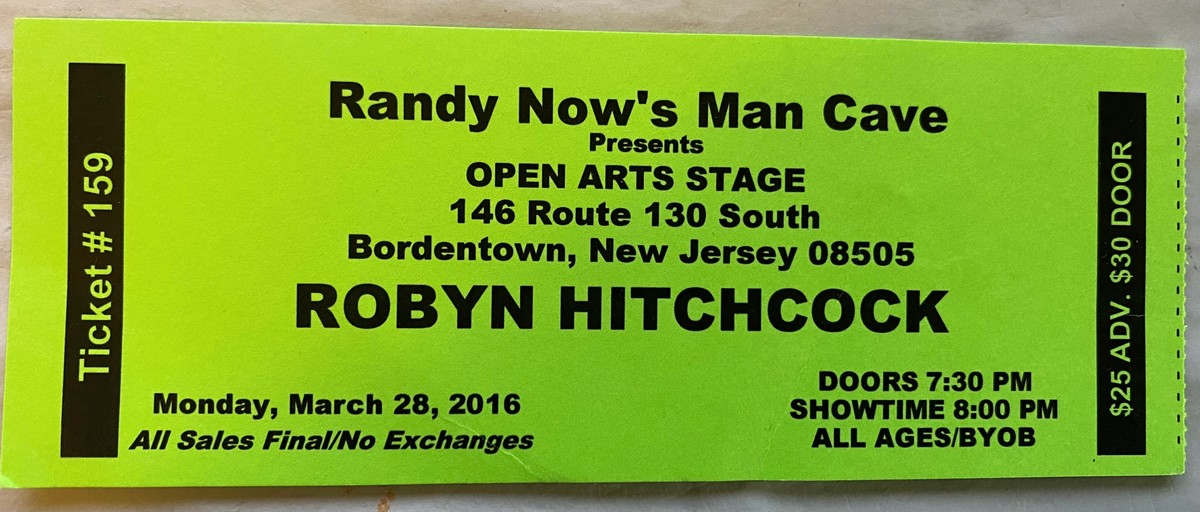 Ticket # 159
Randy Now's Man Cave
Presents
OPEN ARTS STAGE
146 Route 130 South
Bordentown, New Jersey 08505
ROBYN HITCHCOCK
Monday, March 28, 2016
All Sales Final/No Exchanges
DOORS 7:30 PM
SHOWTIME 8:00 PM
ALL AGES/BYOB
$25 ADV. $30 DOOR